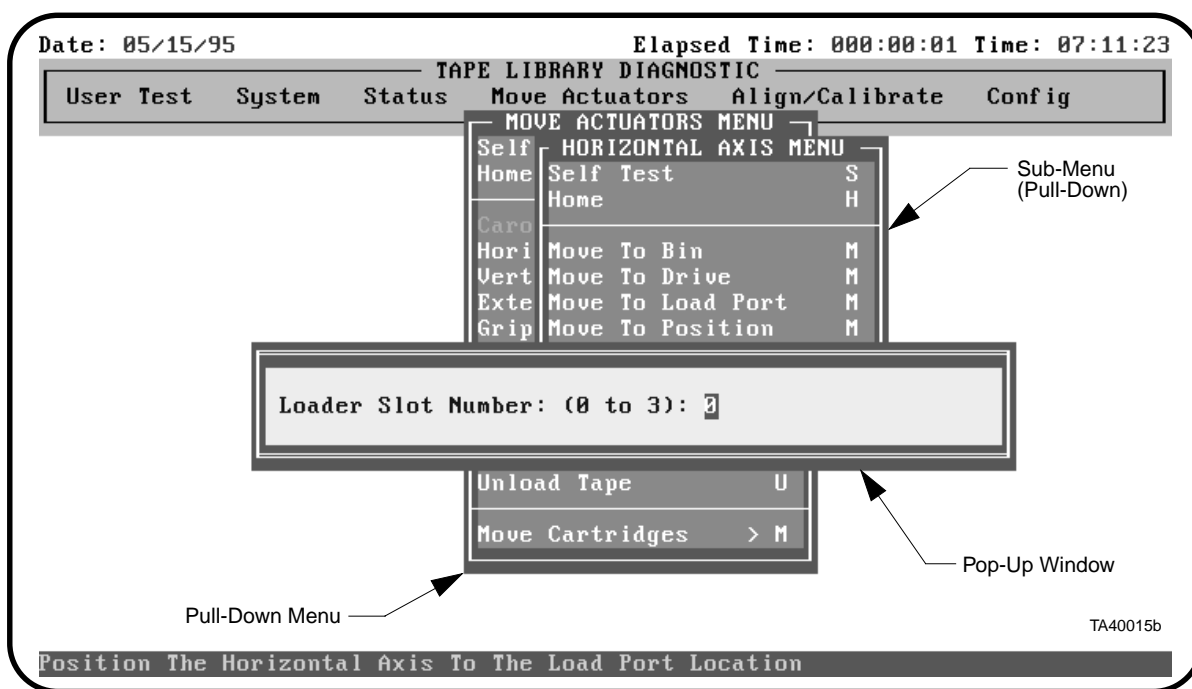 Date: 05/15/95 Elapsed Time: 000:00:01 Time: 07:11:23
TAPE LIBRARY DIAGNOSTIC
User Test System Status Move Actuators Align/Calibrate Config
MOVE ACTUATORS MENU
Self
Home
Caro
Hori
Vert
Exte
Grip
HORIZONTAL AXIS MENU
Self Test S
Home H
Move To Bin M
Move To Drive M
Move To Load Port M
Move To Position M
Sub-Menu
(Pull-Down)
Loader Slot Number: (0 to 3): 0
Unload Tape U
Move Cartridges > M
Pop-Up Window
Pull-Down Menu
TA40015b
Position The Horizontal Axis To The Load Port Location